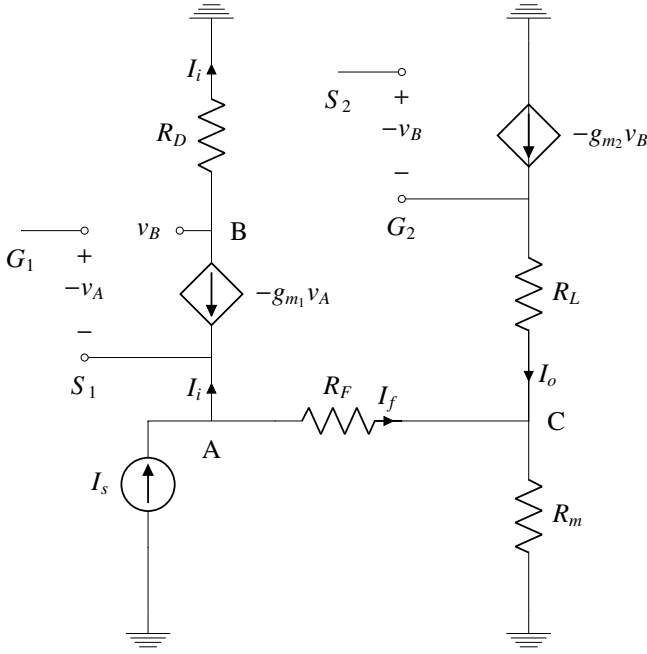 I_i
R_D
S_2
+
−v_B
−
−g_{m_2}v_B
G_2
v_B
B
G_1
+
−v_A
−
−g_{m_1}v_A
R_L
S_1
I_i
R_F
I_f
I_o
A
C
I_s
R_m